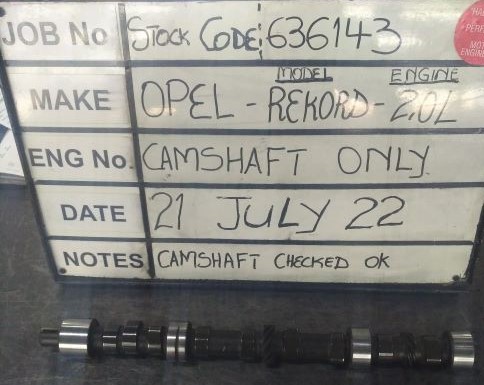 JOB No STOCK CODE: 636143
MODEL ENGINE
MAKE OPEL - REKORD - 2.0L
ENG No. CAMSHAFT ONLY
DATE 21 JULY 22
NOTES CAMSHAFT CHECKED OK